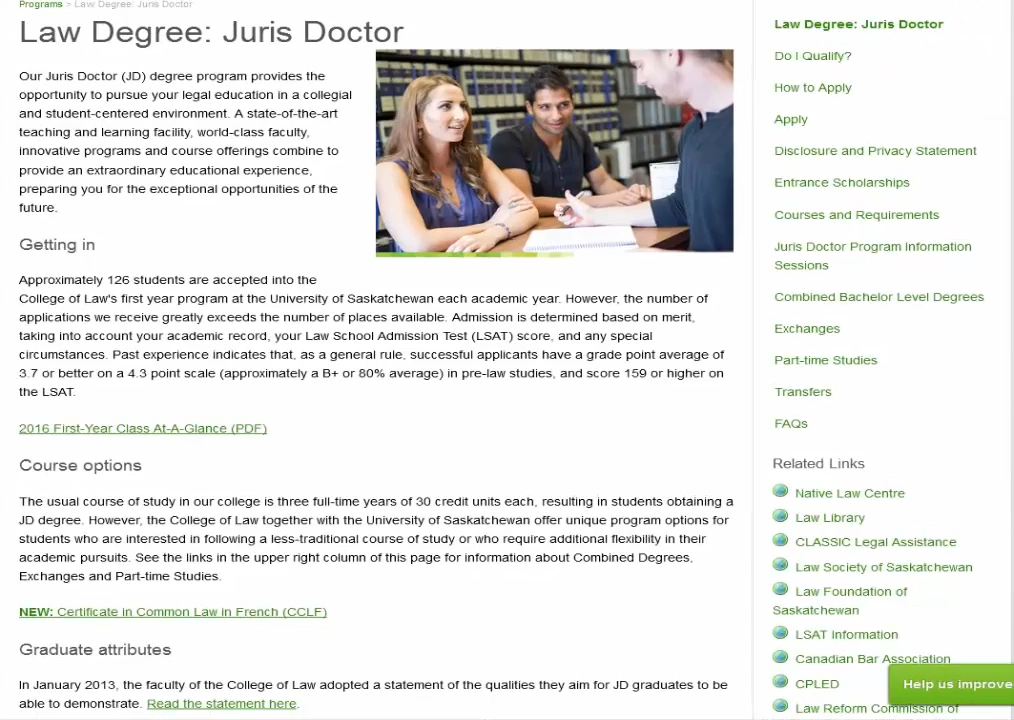 Programs > Law Degree: Juris Doctor
Law Degree: Juris Doctor
Our Juris Doctor (JD) degree program provides the
opportunity to pursue your legal education in a collegial
and student-centered environment. A state-of-the-art
teaching and learning facility, world-class faculty,
innovative programs and course offerings combine to
provide an extraordinary educational experience,
preparing you for the exceptional opportunities of the
future.
Getting in
Approximately 126 students are accepted into the
College of Law's first year program at the University of Saskatchewan each academic year. However, the number of
applications we receive greatly exceeds the number of places available. Admission is determined based on merit,
taking into account your academic record, your Law School Admission Test (LSAT) score, and any special
circumstances. Past experience indicates that, as a general rule, successful applicants have a grade point average of
3.7 or better on a 4.3 point scale (approximately a B+ or 80% average) in pre-law studies, and score 159 or higher on
the LSAT.
2016 First-Year Class At-A-Glance (PDF)
Course options
The usual course of study in our college is three full-time years of 30 credit units each, resulting in students obtaining a
JD degree. However, the College of Law together with the University of Saskatchewan offer unique program options for
students who are interested in following a less-traditional course of study or who require additional flexibility in their
academic pursuits. See the links in the upper right column of this page for information about Combined Degrees,
Exchanges and Part-time Studies.
NEW: Certificate in Common Law in French (CCLF)
Graduate attributes
In January 2013, the faculty of the College of Law adopted a statement of the qualities they aim for JD graduates to be
able to demonstrate. Read the statement here.
Law Degree: Juris Doctor
Do I Qualify?
How to Apply
Apply
Disclosure and Privacy Statement
Entrance Scholarships
Courses and Requirements
Juris Doctor Program Information
Sessions
Combined Bachelor Level Degrees
Exchanges
Part-time Studies
Transfers
FAQs
Related Links
Native Law Centre
Law Library
CLASSIC Legal Assistance
Law Society of Saskatchewan
Law Foundation of
Saskatchewan
LSAT Information
Canadian Bar Association
CPLED
Law Reform Commission of
Help us improve